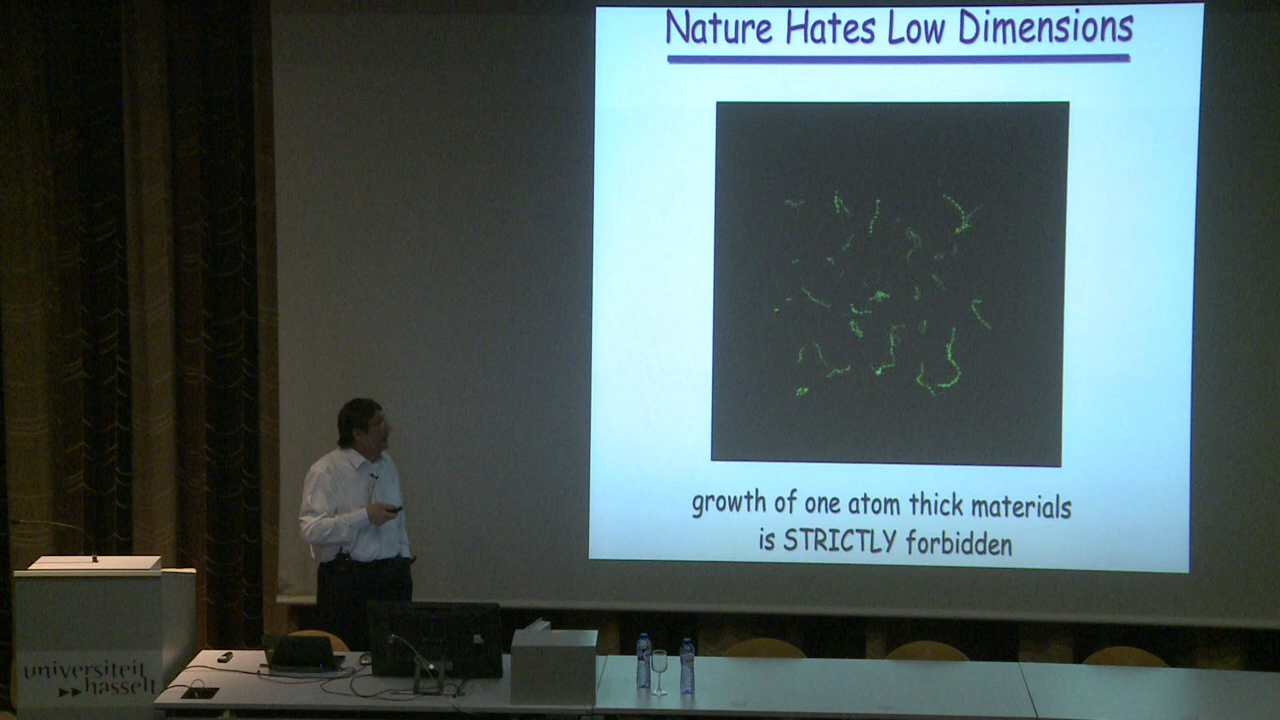 Nature Hates Low Dimensions
growth of one atom thick materials
is STRICTLY forbidden
universiteit
▸▸hasselt